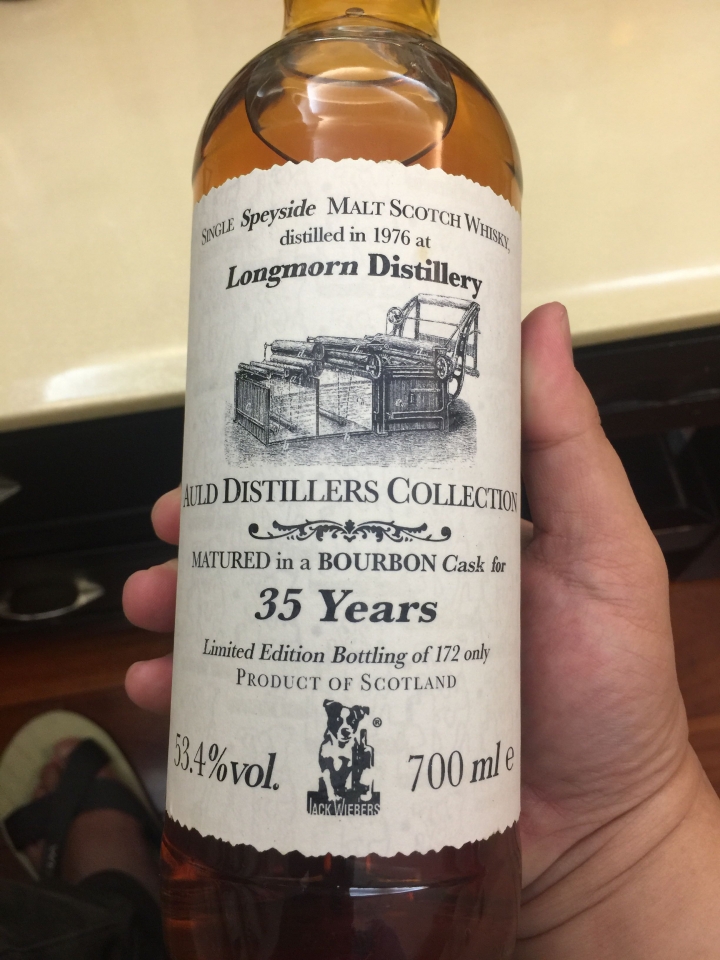 SINGLE Speyside MALT SCOTCH WHISKY,
distilled in 1976 at
Longmorn Distillery
AULD DISTILLERS COLLECTION
MATURED in a BOURBON Cask for
35 Years
Limited Edition Bottling of 172 only
PRODUCT OF SCOTLAND
®
53.4%vol.
JACK WIEBERS
700 ml e